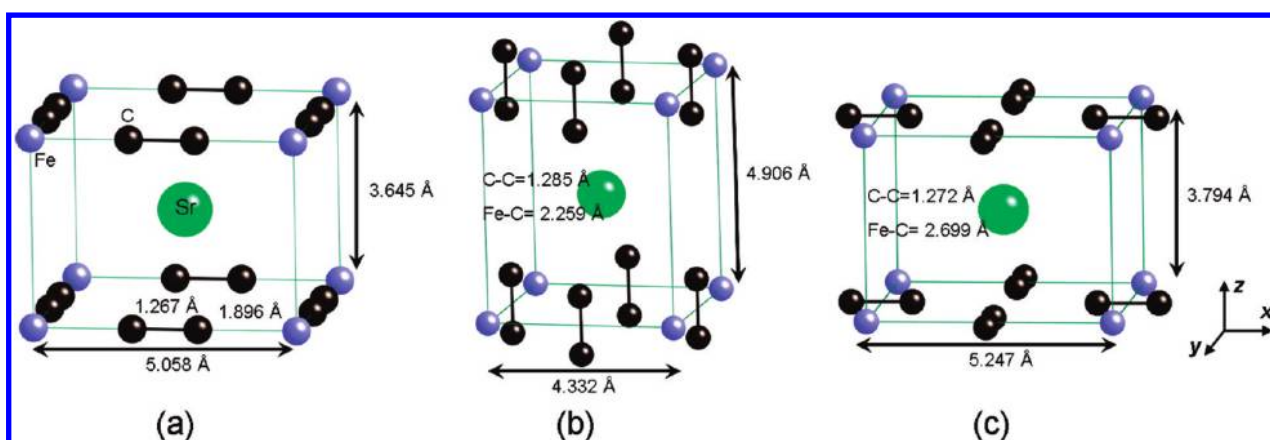 C
Fe
Sr
3.645 Å
1.267 Å
1.896 Å
5.058 Å
(a)
C-C=1.285 Å
Fe-C= 2.259 Å
4.906 Å
4.332 Å
(b)
C-C=1.272 Å
Fe-C= 2.699 Å
3.794 Å
5.247 Å
(c)
z
x
y